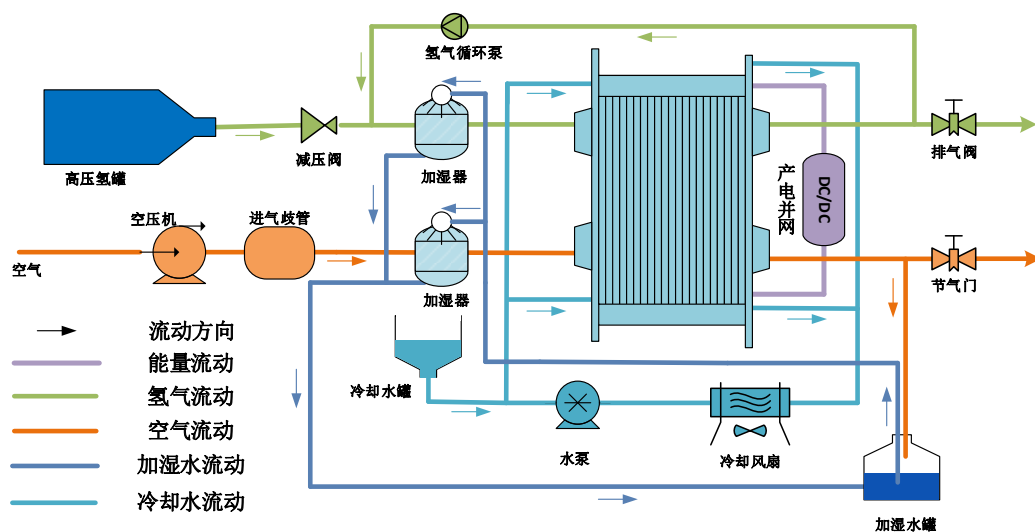 氢气循环泵
高压氢罐
减压阀
加湿器
排气阀
产电并网
DC/DC
空压机
进气歧管
空气
加湿器
节气门
流动方向
能量流动
氢气流动
空气流动
加湿水流动
冷却水流动
冷却水罐
水泵
冷却风扇
加湿水罐